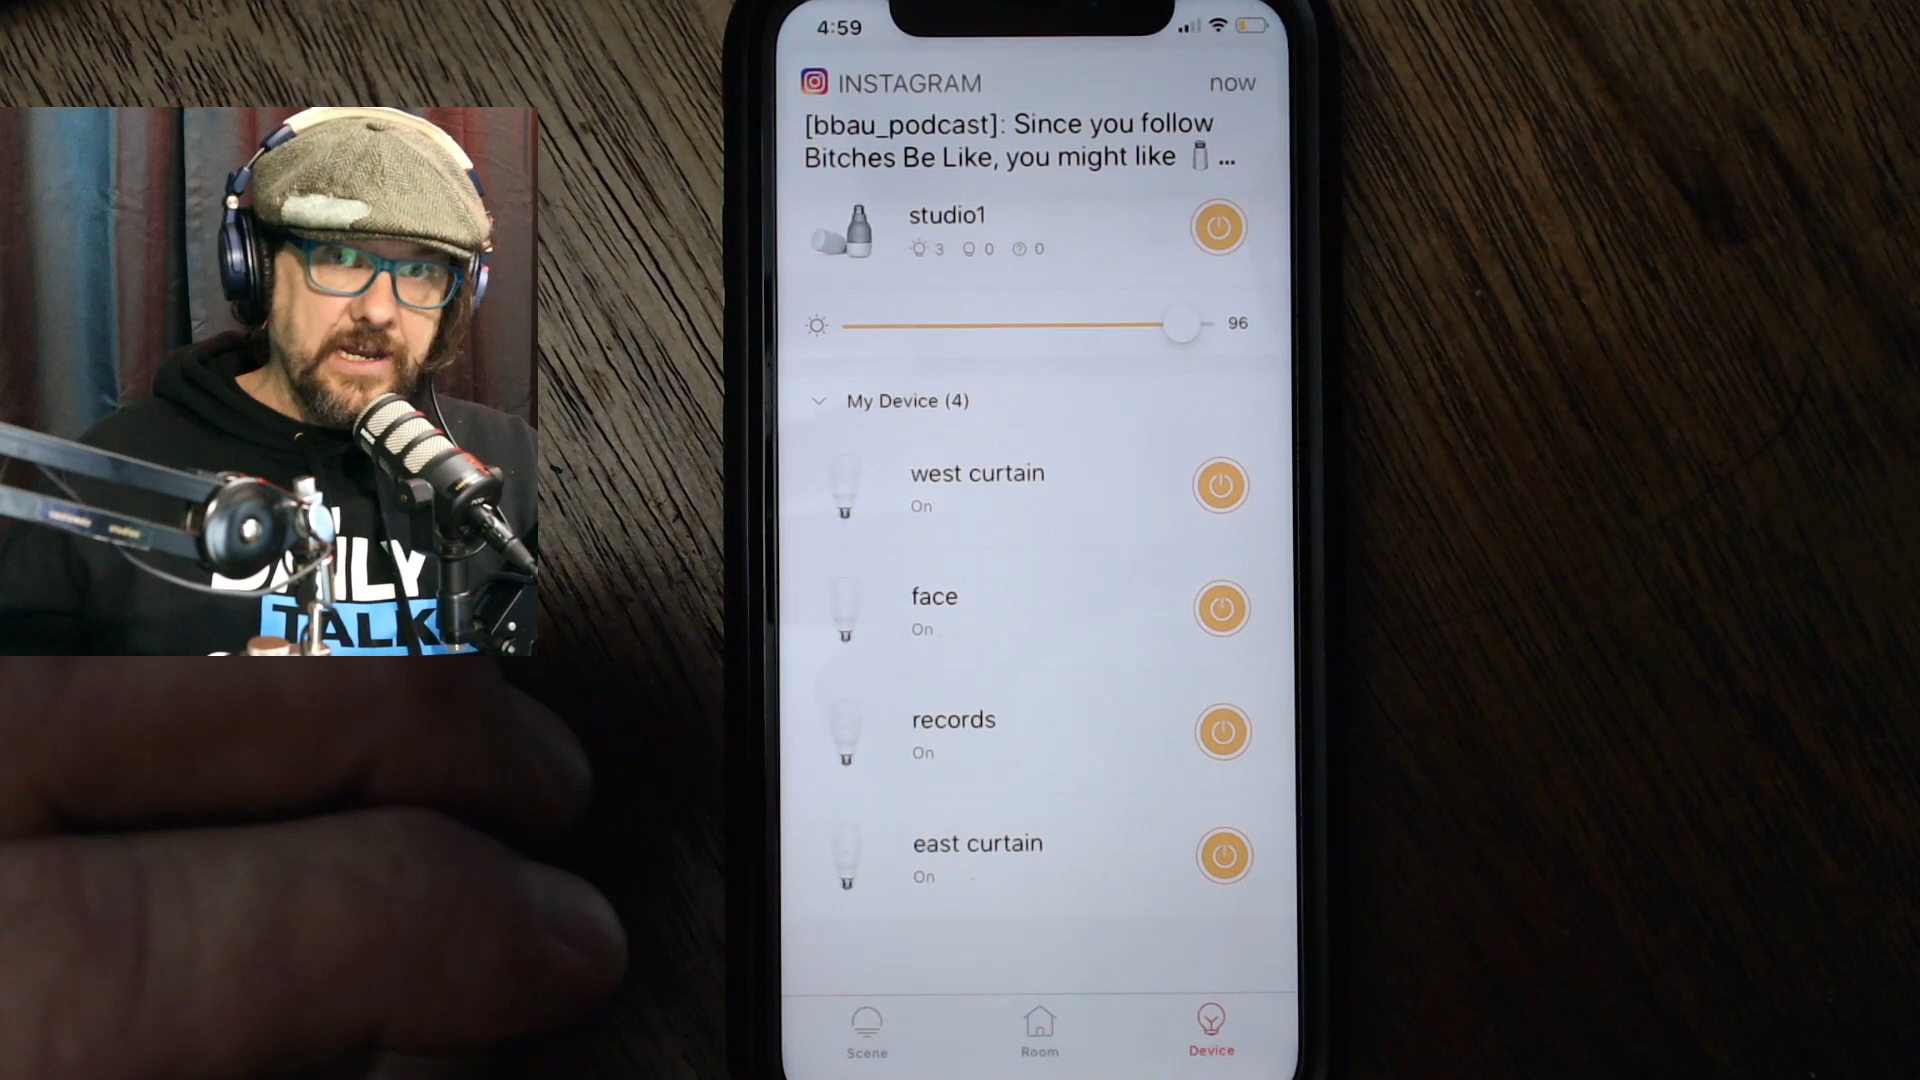 4:59
INSTAGRAM
now
[bbau_podcast]: Since you follow
Bitches Be Like, you might like 🧂 ...
studio1
3 0 0
96
My Device (4)
west curtain
On
face
On
records
On
east curtain
On
Scene
Room
Device
DAILY
TALK